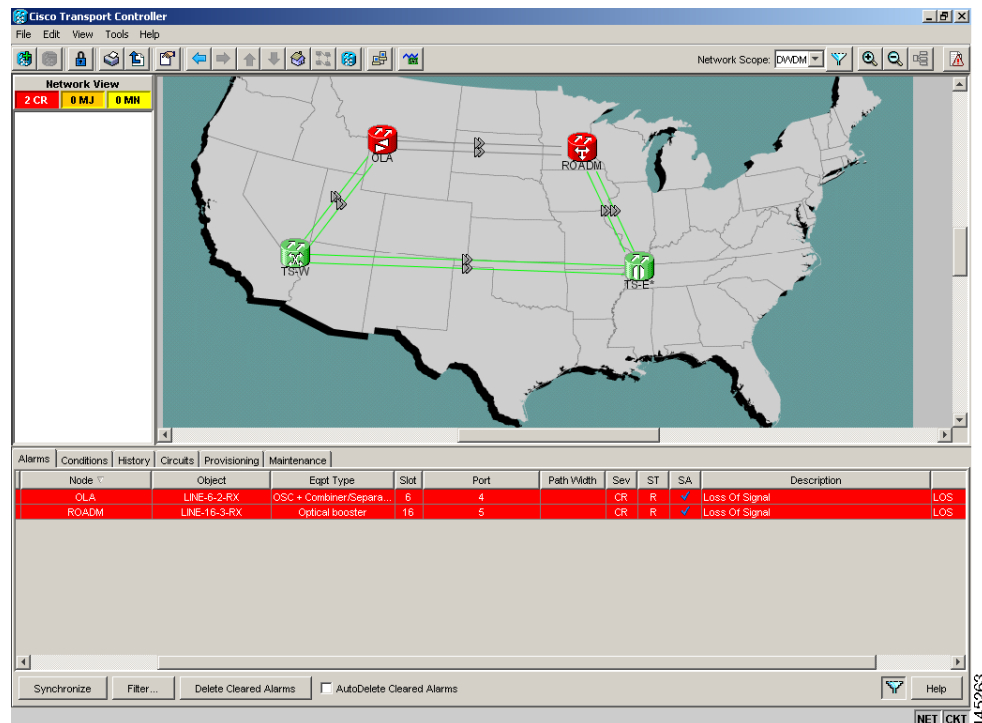 Cisco Transport Controller
File Edit View Tools Help
Network Scope: DWDM
Network View
2 CR 0 MJ 0 MN
OLA
ROADM
TS-W
TS-E*
Alarms Conditions History Circuits Provisioning Maintenance
Node Object Eqpt Type Slot Port Path Width Sev ST SA Description
OLA LINE-6-2-RX OSC + Combiner/Separa... 6 4 CR R Loss Of Signal LOS
ROADM LINE-16-3-RX Optical booster 16 5 CR R Loss Of Signal LOS
Synchronize Filter... Delete Cleared Alarms AutoDelete Cleared Alarms Help
NET CKT
145263